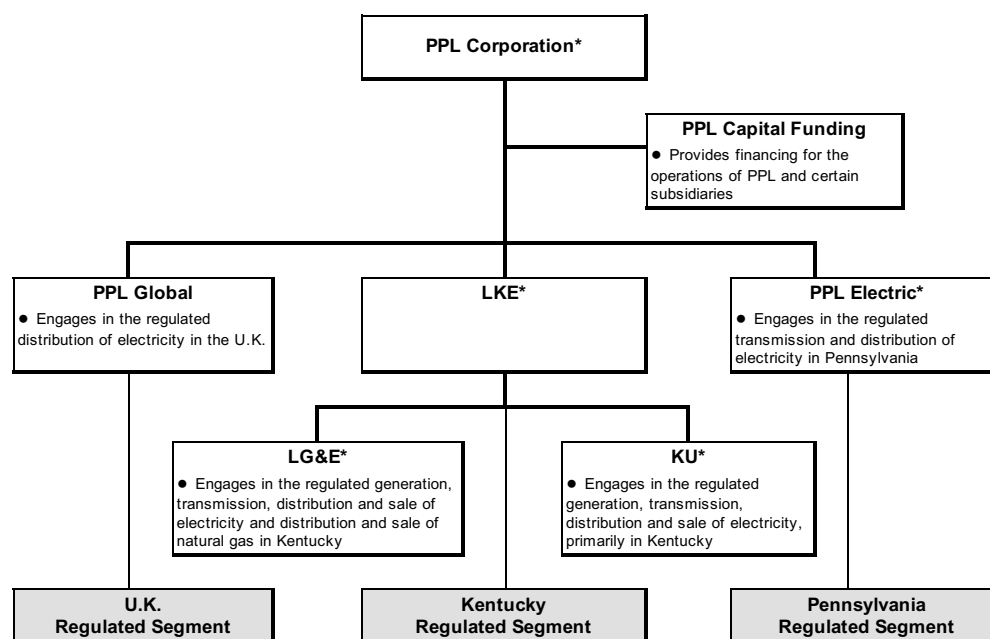 PPL Corporation*
PPL Capital Funding
● Provides financing for the
operations of PPL and certain
subsidiaries
PPL Global
● Engages in the regulated
distribution of electricity in the U.K.
LKE*
PPL Electric*
● Engages in the regulated
transmission and distribution of
electricity in Pennsylvania
LG&E*
● Engages in the regulated generation,
transmission, distribution and sale of
electricity and distribution and sale of
natural gas in Kentucky
KU*
● Engages in the regulated
generation, transmission,
distribution and sale of electricity,
primarily in Kentucky
U.K.
Regulated Segment
Kentucky
Regulated Segment
Pennsylvania
Regulated Segment